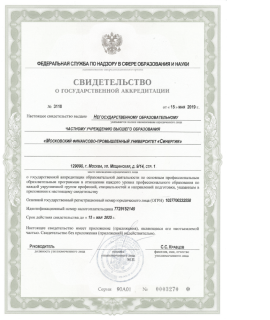 ФЕДЕРАЛЬНАЯ СЛУЖБА ПО НАДЗОРУ В СФЕРЕ ОБРАЗОВАНИЯ И НАУКИ
СВИДЕТЕЛЬСТВО
О ГОСУДАРСТВЕННОЙ АККРЕДИТАЦИИ
№ 3116
от « 15 » мая 2019 г.
Настоящее свидетельство выдано НЕГОСУДАРСТВЕННОМУ ОБРАЗОВАТЕЛЬНОМУ
ЧАСТНОМУ УЧРЕЖДЕНИЮ ВЫСШЕГО ОБРАЗОВАНИЯ
«МОСКОВСКИЙ ФИНАНСОВО-ПРОМЫШЛЕННЫЙ УНИВЕРСИТЕТ «СИНЕРГИЯ»
129090, г. Москва, ул. Мещанская, д. 9/14, стр. 1
о государственной аккредитации образовательной деятельности по основным профессиональным
образовательным программам в отношении каждого уровня профессионального образования по
каждой укрупненной группе профессий, специальностей и направлений подготовки, указанным в
приложении к настоящему свидетельству
Основной государственный регистрационный номер юридического лица (ОГРН)
Идентификационный номер налогоплательщика 7729152149
Срок действия свидетельства до « 15 » мая 2025 г.
Настоящее свидетельство имеет приложение (приложения), являющееся его неотъемлемой
частью. Свидетельство без приложения (приложений) недействительно.
Руководитель
С.С. Кравцов
Серия 90А01 №